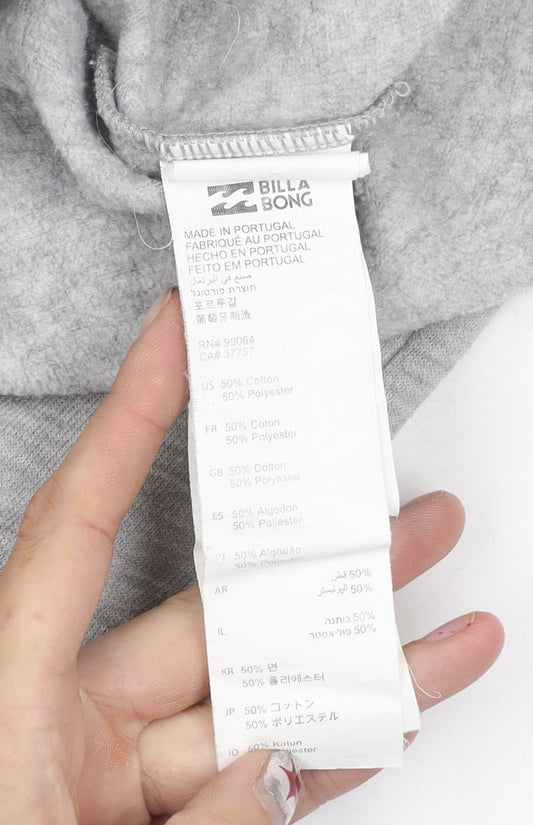 BILLA
BONG
MADE IN PORTUGAL
FABRIQUÉ AU PORTUGAL
HECHO EN PORTUGAL
FEITO EM PORTUGAL
صنع في البرتغال
תוצרת פורטוגל
포르투갈
葡萄牙制造
RN# 99064
CA# 37757
US 50% Cotton
50% Polyester
FR 50% Coton
50% Polyester
GB 50% Cotton
50% Polyester
ES 50% Algodon
50% Poliéster
PT 50% Algodão
50% Poliéster
AR 50% قطن
50% البوليستر
IL 50% כותנה
50% פוליאסטר
KR 50% 면
50% 폴리에스터
JP 50% コットン
50% ポリエステル
ID 50% Katun
Polyester